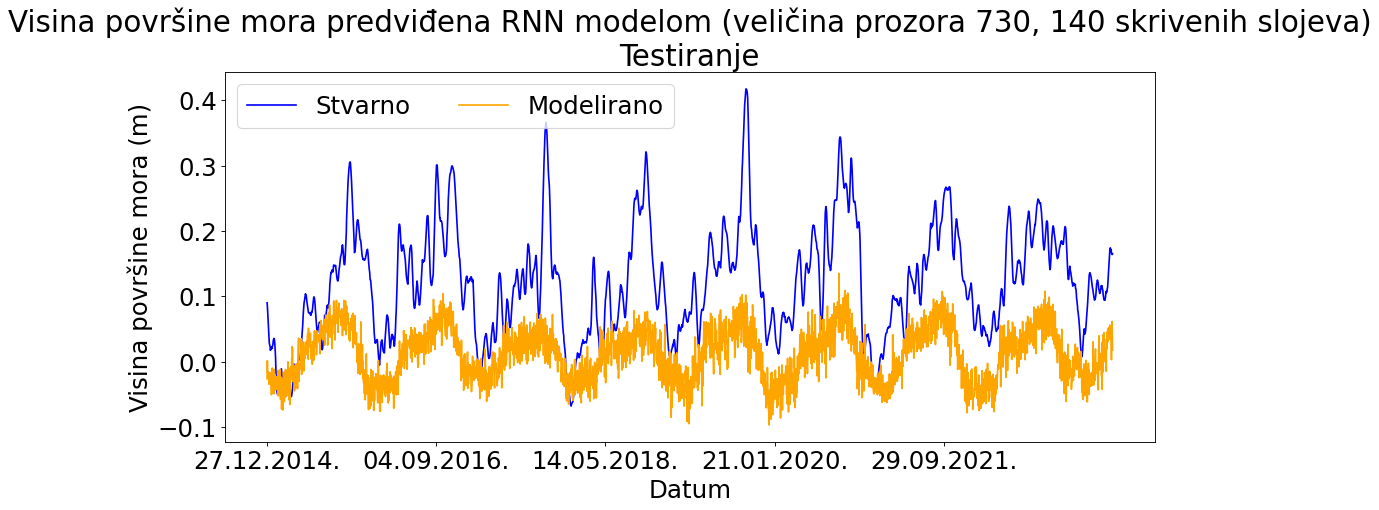 Visina površine mora predviđena RNN modelom (veličina prozora 730, 140 skrivenih slojeva)
Testiranje
Stvarno
Modelirano
Visina površine mora (m)
0.4
0.3
0.2
0.1
0.0
−0.1
27.12.2014.
04.09.2016.
14.05.2018.
21.01.2020.
29.09.2021.
Datum